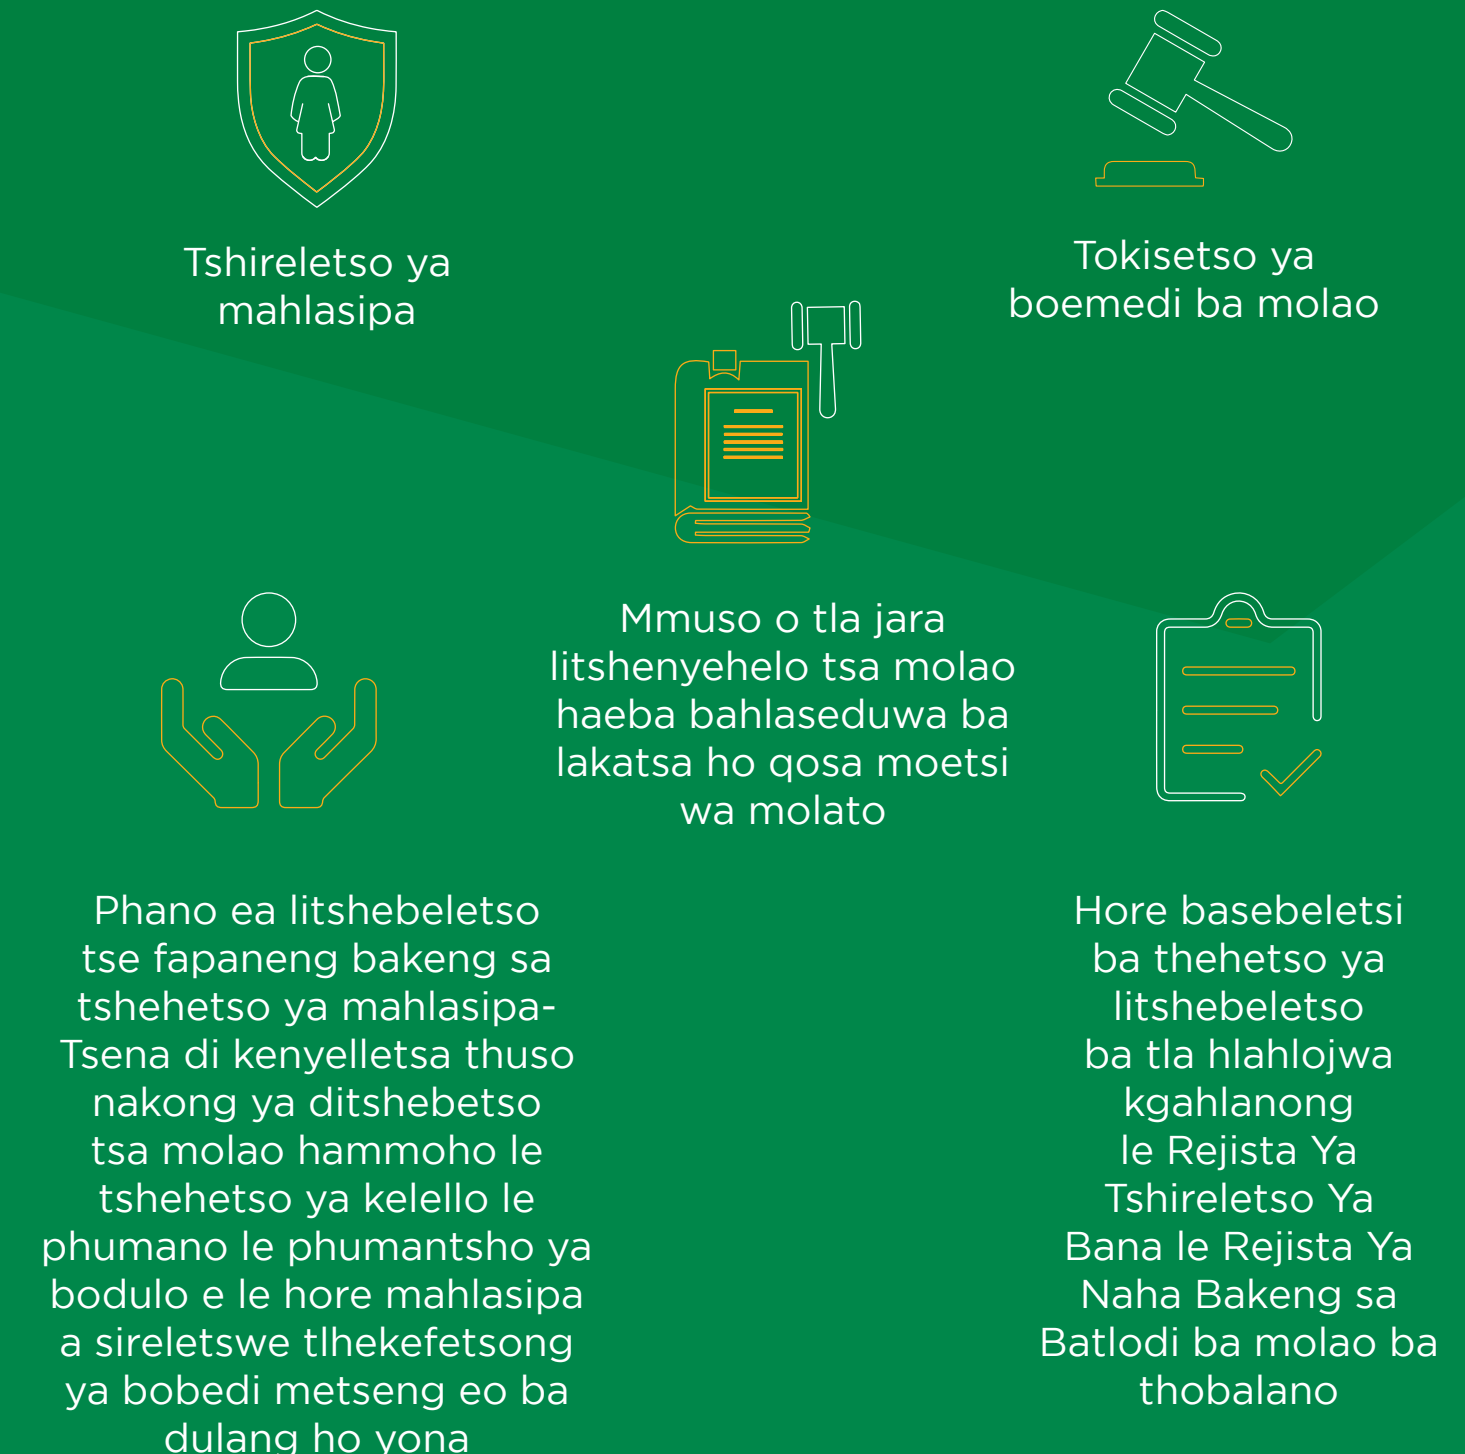 Tshireletso ya
mahlasipa
Tokisetso ya
boemedi ba molao
Mmuso o tla jara
litshenyehelo tsa molao
haeba bahlaseduwa ba
lakatsa ho qosa moetsi
wa molato
Phano ea litshebeletso
tse fapaneng bakeng sa
tshehetso ya mahlasipa-
Tsena di kenyelletsa thuso
nakong ya ditshebetso
tsa molao hammoho le
tshehetso ya kelello le
phumano le phumantsho ya
bodulo e le hore mahlasipa
a sireletswe tlhekefetsong
ya bobedi metseng eo ba
dulang ho yona
Hore basebeletsi
ba thehetso ya
litshebeletso
ba tla hlahlojwa
kgahlanong
le Rejista Ya
Tshireletso Ya
Bana le Rejista Ya
Naha Bakeng sa
Batlodi ba molao ba
thobalano